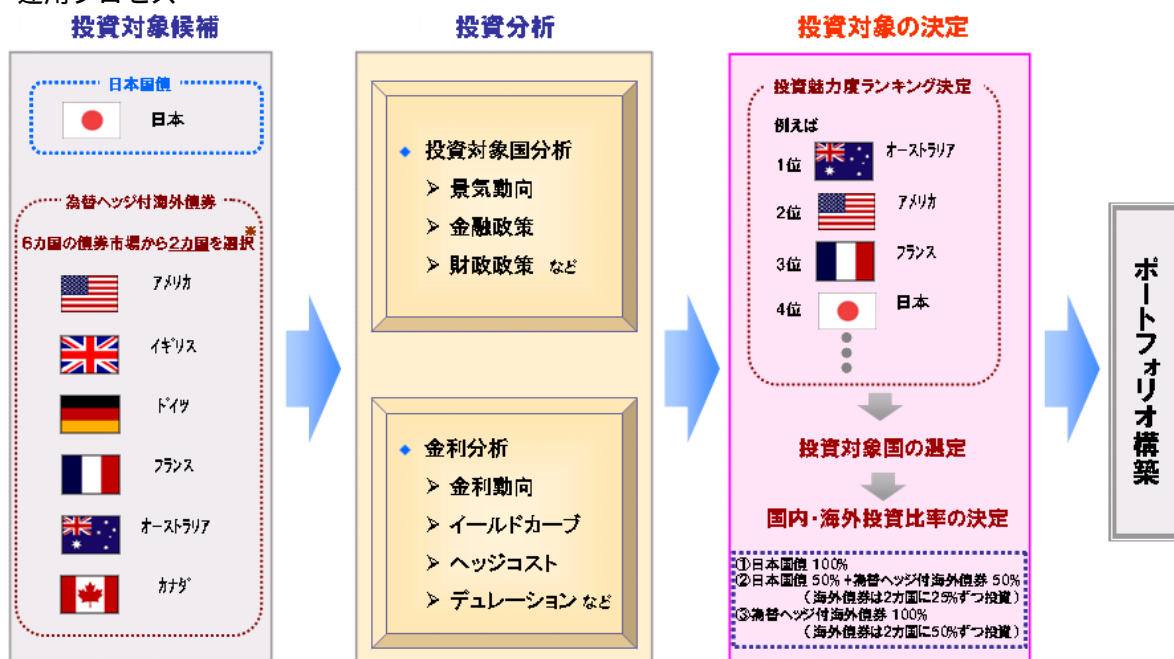 運用プロセス
投資対象候補
日本国債
日本
為替ヘッジ付海外債券
6カ国の債券市場から2カ国を選択※
アメリカ
イギリス
ドイツ
フランス
オーストラリア
カナダ
投資分析
◆ 投資対象国分析
➢ 景気動向
➢ 金融政策
➢ 財政政策 など
◆ 金利分析
➢ 金利動向
➢ イールドカーブ
➢ ヘッジコスト
➢ デュレーション など
投資対象の決定
投資魅力度ランキング決定
例えば
1位 オーストラリア
2位 アメリカ
3位 フランス
4位 日本
投資対象国の選定
国内・海外投資比率の決定
①日本国債 100%
②日本国債 50%+為替ヘッジ付海外債券 50%
(海外債券は2カ国に25%ずつ投資)
③為替ヘッジ付海外債券 100%
(海外債券は2カ国に50%ずつ投資)
ポートフォリオ構築